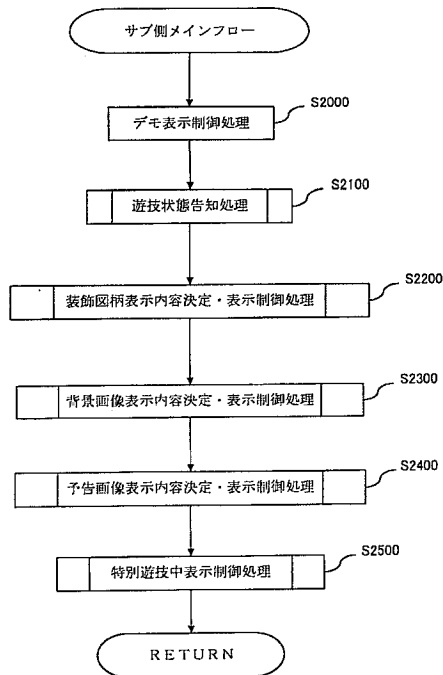 サブ側メインフロー
S2000
デモ表示制御処理
S2100
遊技状態告知処理
S2200
装飾図柄表示内容決定・表示制御処理
S2300
背景画像表示内容決定・表示制御処理
S2400
予告画像表示内容決定・表示制御処理
S2500
特別遊技中表示制御処理
RETURN